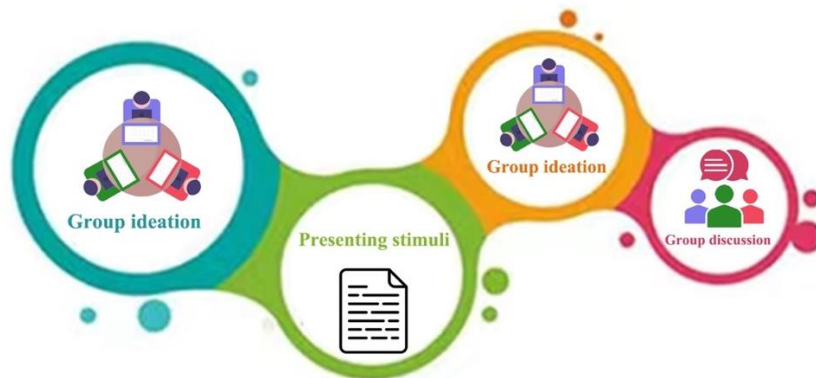 Group ideation
Presenting stimuli
Group ideation
Group discussion